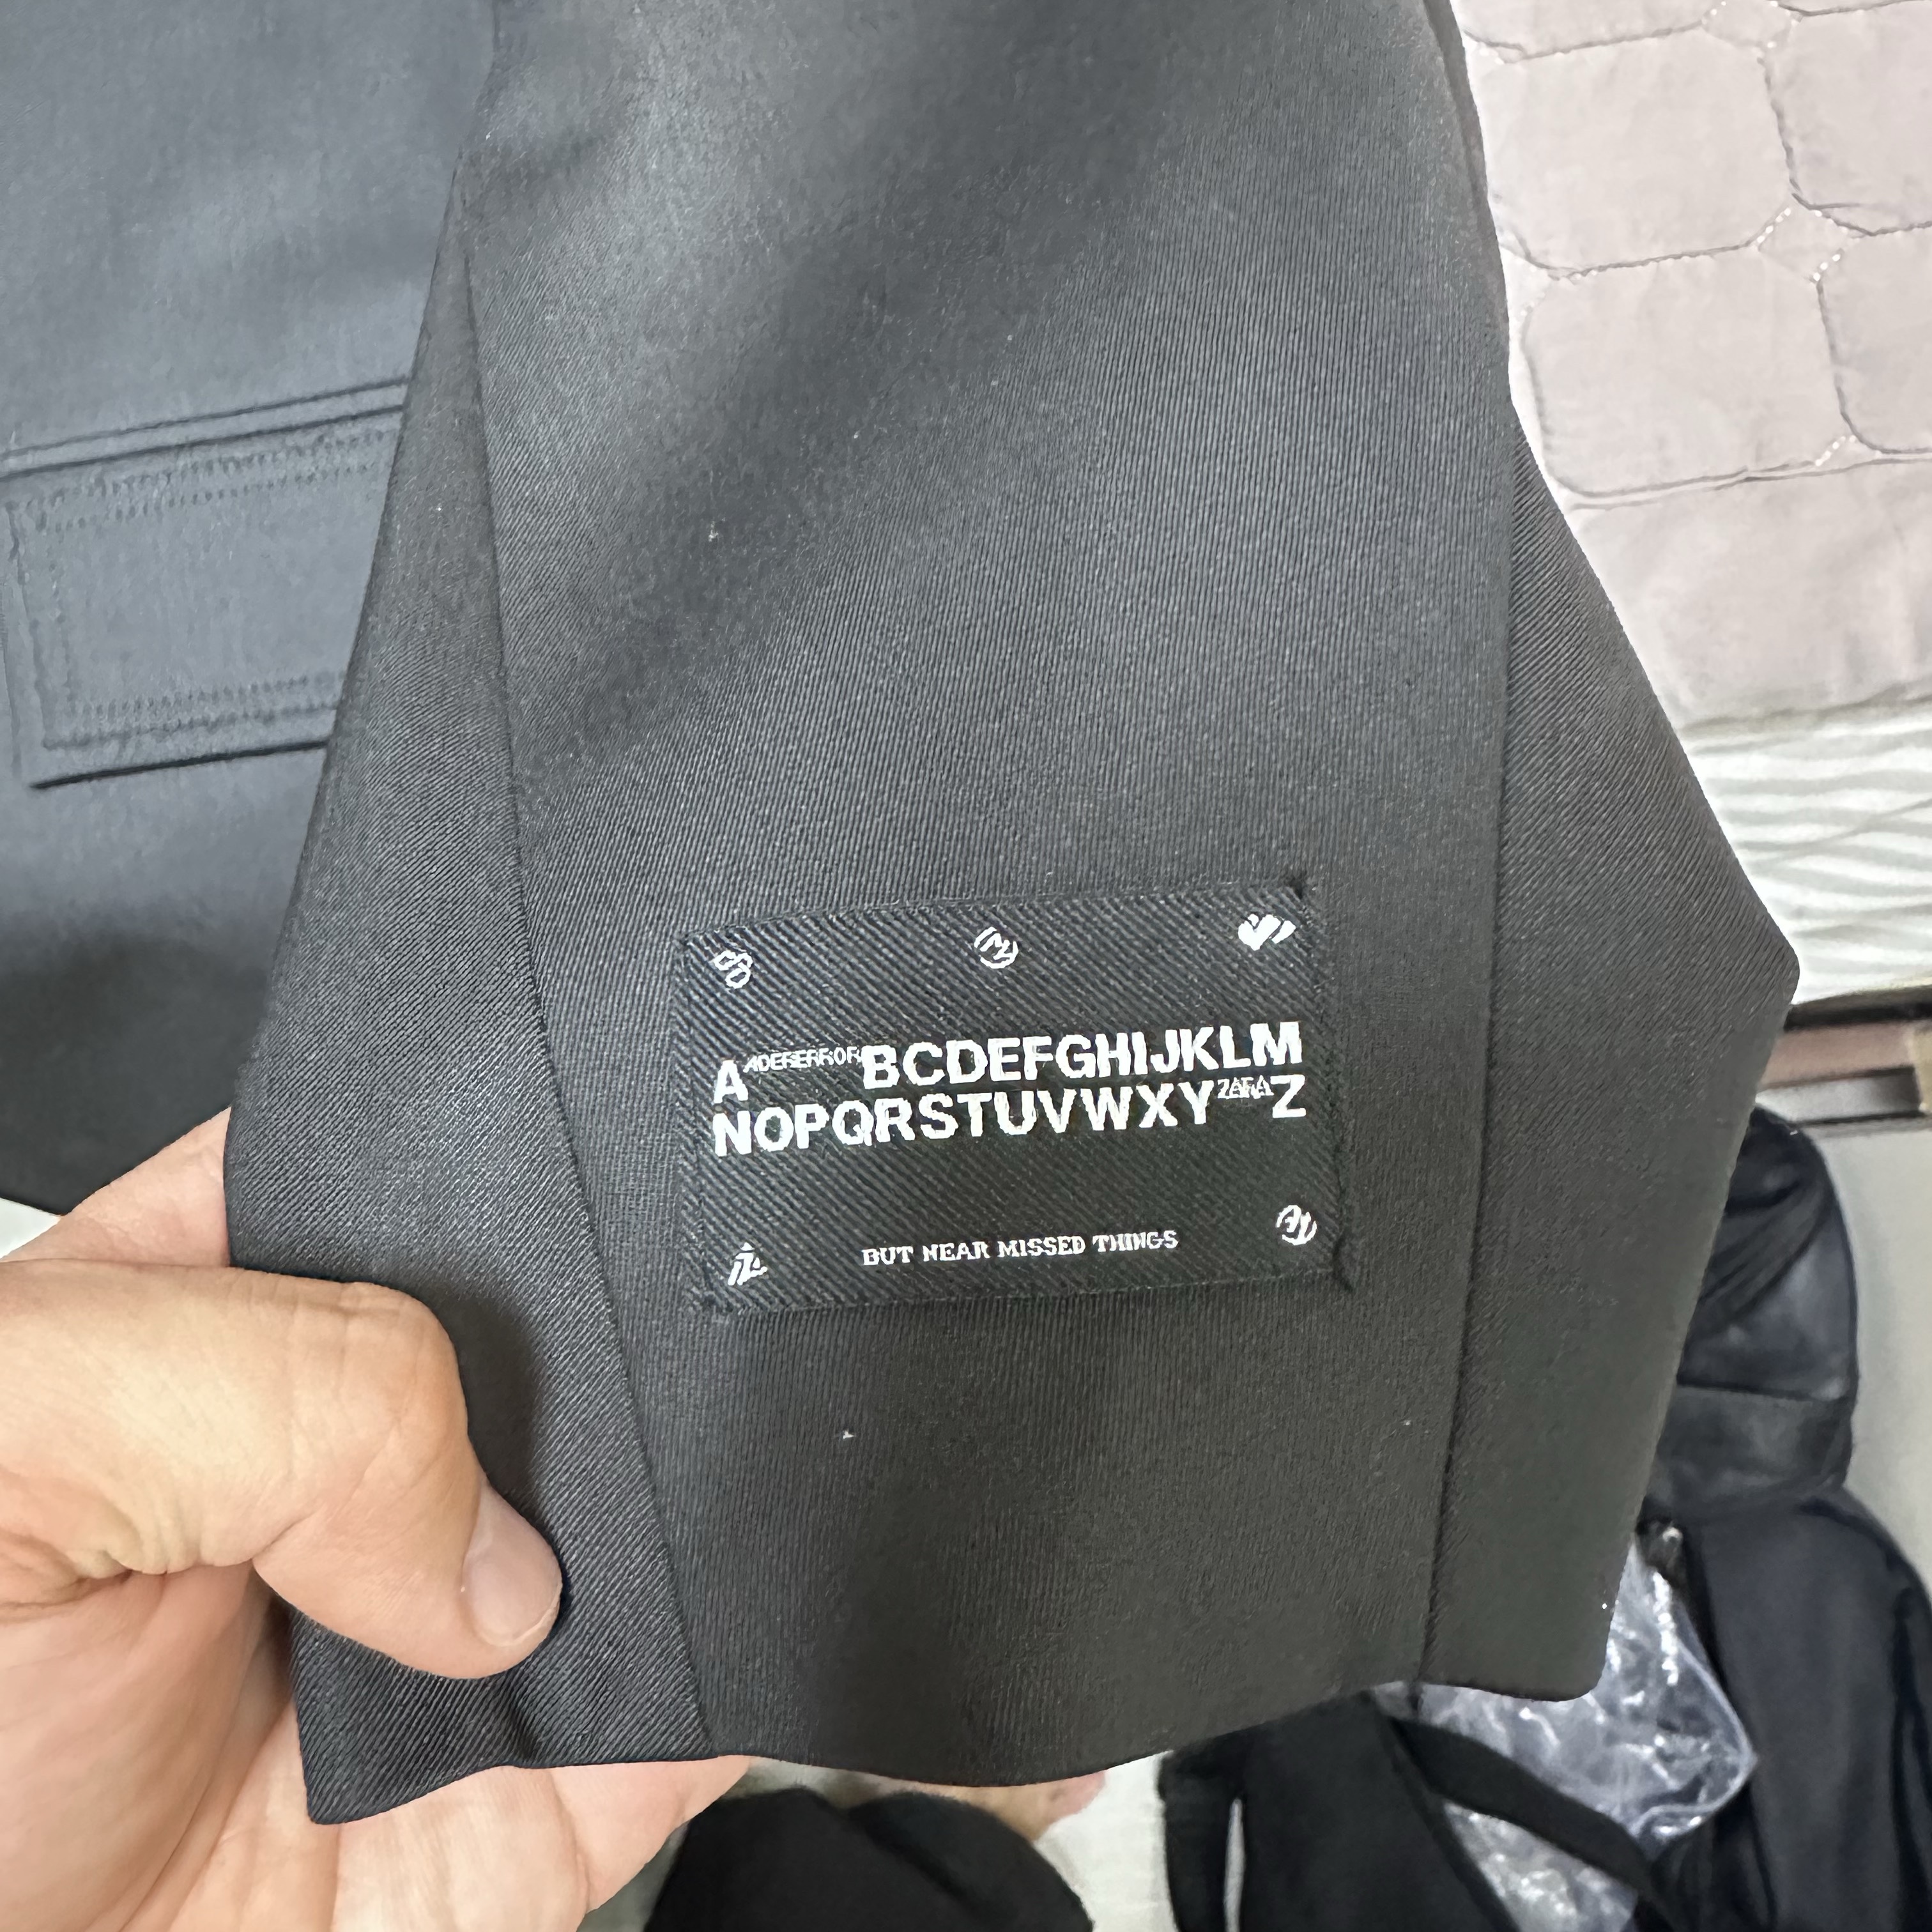 A ADERERROR BCDEFGHIJKLM
NOPQRSTUVWXY ZARA Z
BUT NEAR MISSED THINGS